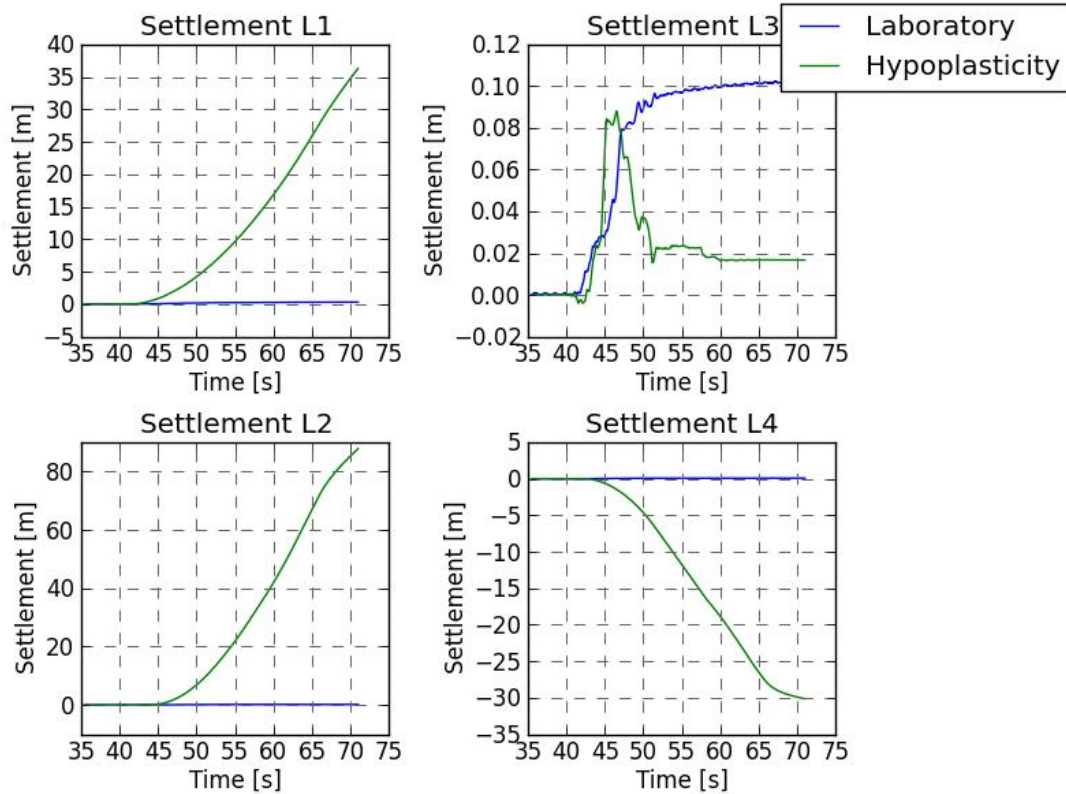 Settlement L1
Settlement [m]
40
35
30
25
20
15
10
5
0
−5
35 40 45 50 55 60 65 70 75
Time [s]
Settlement L3
Settlement [m]
0.12
0.10
0.08
0.06
0.04
0.02
0.00
−0.02
35 40 45 50 55 60 65 70 75
Time [s]
Laboratory
Hypoplasticity
Settlement L2
Settlement [m]
80
60
40
20
0
35 40 45 50 55 60 65 70 75
Time [s]
Settlement L4
Settlement [m]
5
0
−5
−10
−15
−20
−25
−30
−35
35 40 45 50 55 60 65 70 75
Time [s]